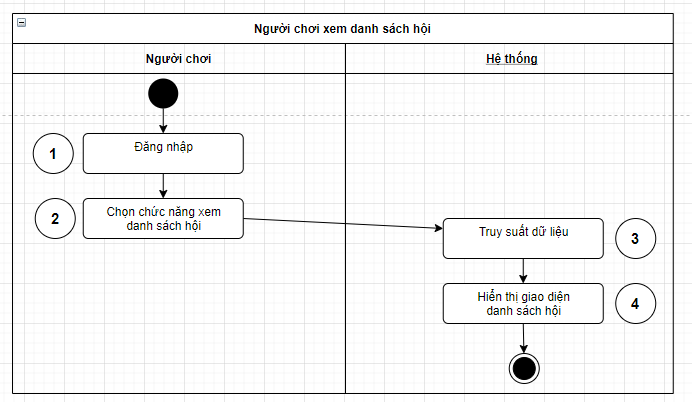 Người chơi xem danh sách hội
Người chơi
Hệ thống
1
Đăng nhập
2
Chọn chức năng xem
danh sách hội
Truy suất dữ liệu
3
Hiển thị giao diện
danh sách hội
4